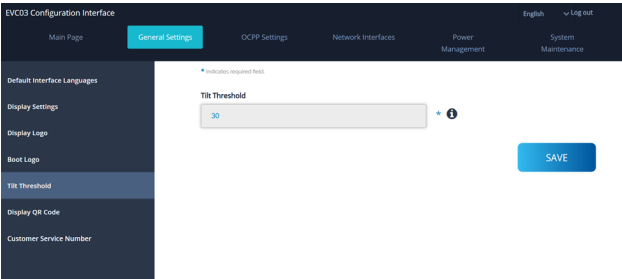 EVC03 Configuration Interface
English
Log out
Main Page
General Settings
OCPP Settings
Network Interfaces
Power
Management
System
Maintenance
Default Interface Languages
Display Settings
Display Logo
Boot Logo
Tilt Threshold
Display QR Code
Customer Service Number
* Indicates required field.
Tilt Threshold
30
*
SAVE